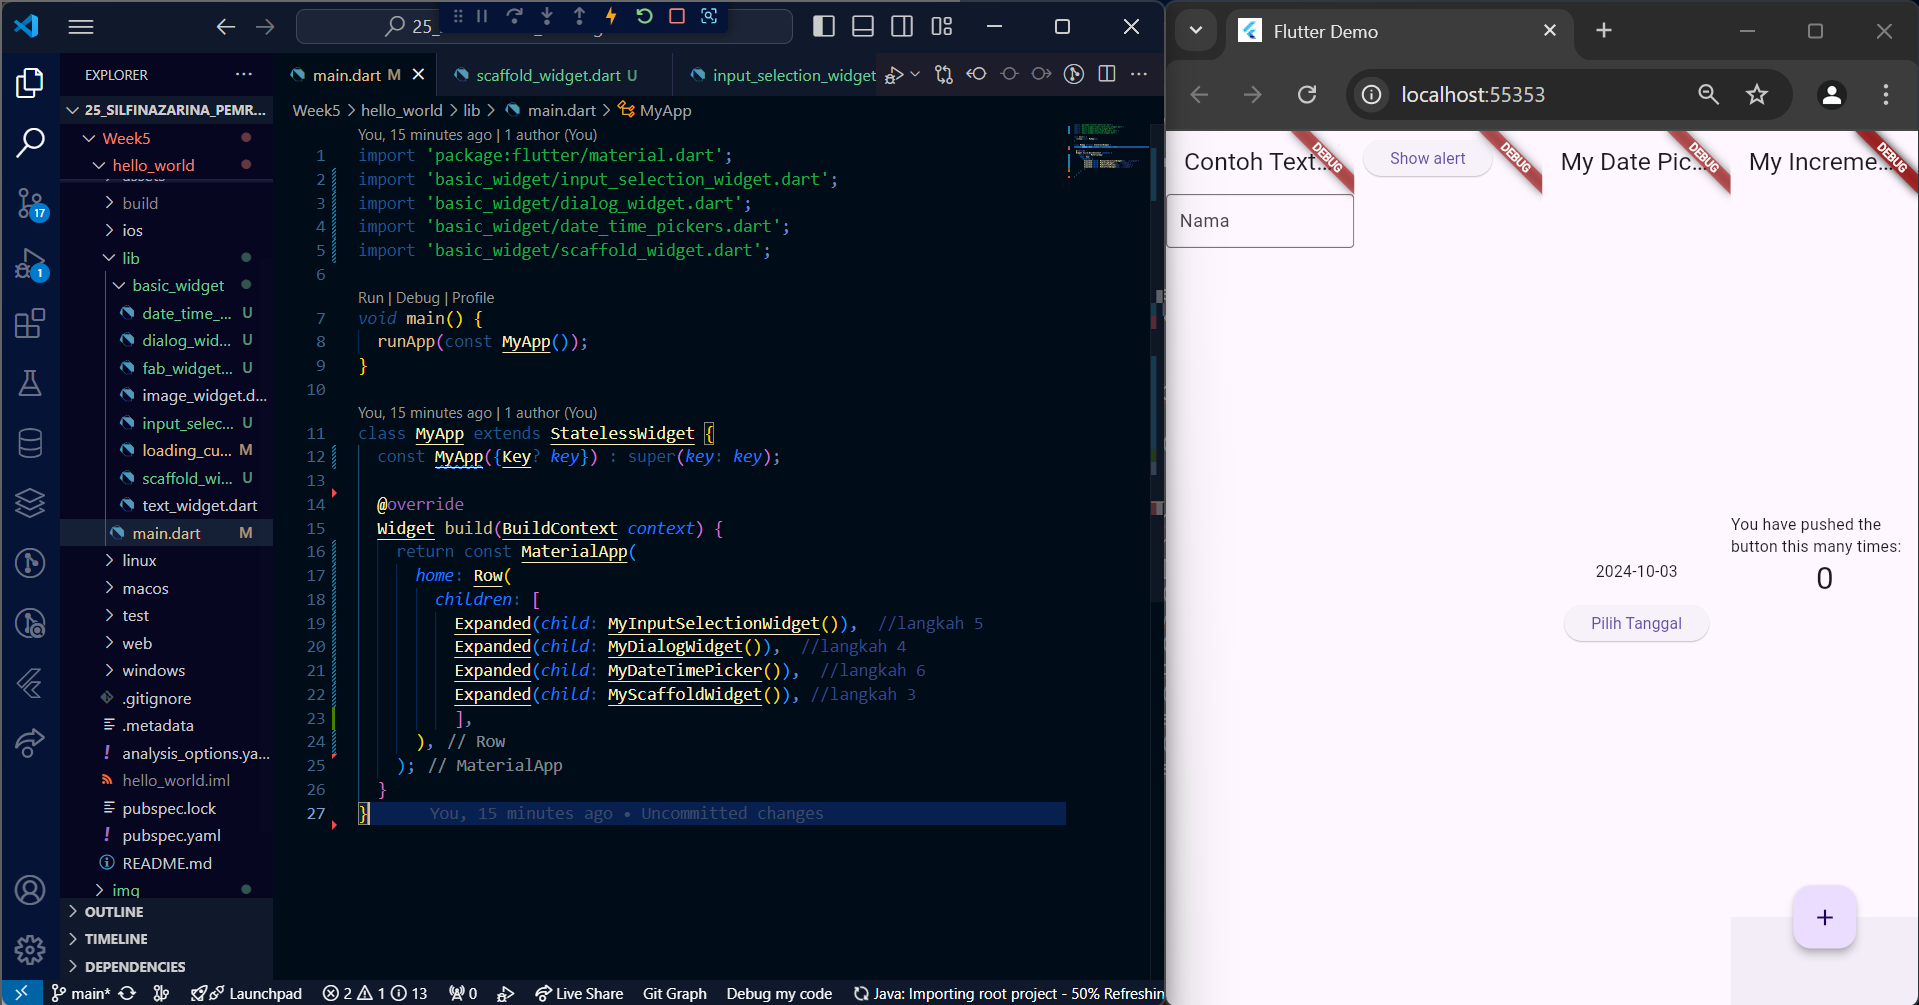 25_
EXPLORER
main.dart M
scaffold_widget.dart U
input_selection_widget
25_SILFINAZARINA_PEMR...
Week5
hello_world
build
ios
lib
basic_widget
date_time_... U
dialog_wid... U
fab_widget... U
image_widget.d...
input_selec... U
loading_cu... M
scaffold_wi... U
text_widget.dart
main.dart M
linux
macos
test
web
windows
.gitignore
.metadata
analysis_options.ya...
hello_world.iml
pubspec.lock
pubspec.yaml
README.md
img
OUTLINE
TIMELINE
DEPENDENCIES
17
1
Week5 > hello_world > lib > main.dart > MyApp
You, 15 minutes ago | 1 author (You)
1 import 'package:flutter/material.dart';
2 import 'basic_widget/input_selection_widget.dart';
3 import 'basic_widget/dialog_widget.dart';
4 import 'basic_widget/date_time_pickers.dart';
5 import 'basic_widget/scaffold_widget.dart';
6
Run | Debug | Profile
7 void main() {
8 runApp(const MyApp());
9 }
10
You, 15 minutes ago | 1 author (You)
11 class MyApp extends StatelessWidget {
12 const MyApp({Key? key}) : super(key: key);
13
14 @override
15 Widget build(BuildContext context) {
16 return const MaterialApp(
17 home: Row(
18 children: [
19 Expanded(child: MyInputSelectionWidget()), //langkah 5
20 Expanded(child: MyDialogWidget()), //langkah 4
21 Expanded(child: MyDateTimePicker()), //langkah 6
22 Expanded(child: MyScaffoldWidget()), //langkah 3
23 ],
24 ), // Row
25 ); // MaterialApp
26 }
27 } You, 15 minutes ago • Uncommitted changes
main* Launchpad 2 1 13 0 Live Share Git Graph Debug my code Java: Importing root project - 50% Refreshin
Flutter Demo
localhost:55353
Contoh Text...
DEBUG
Show alert
DEBUG
My Date Pic...
DEBUG
My Increme...
DEBUG
Nama
2024-10-03
Pilih Tanggal
You have pushed the
button this many times:
0
+